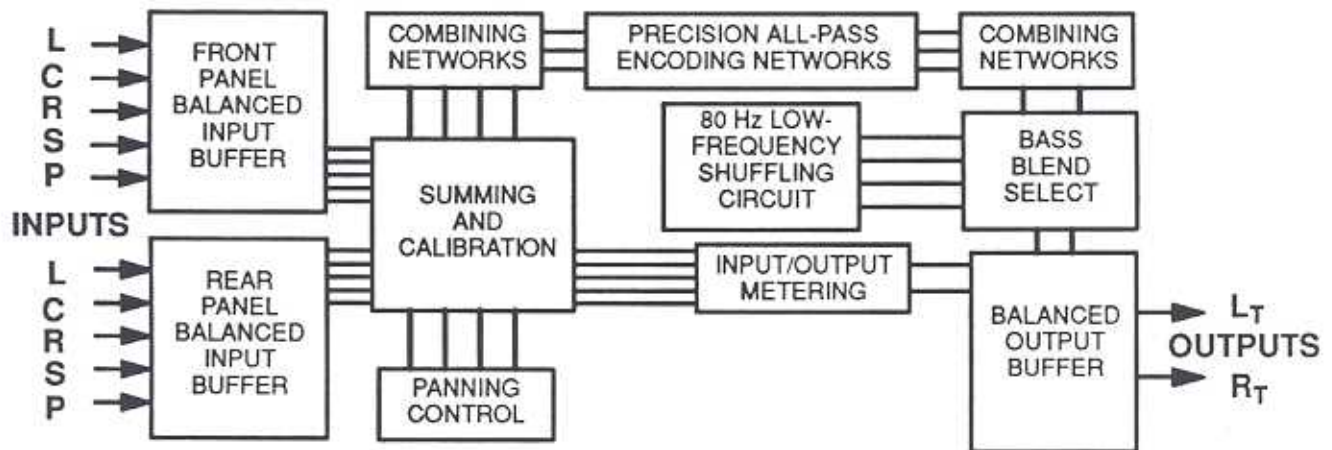 L
C
R
S
P
INPUTS
L
C
R
S
P
FRONT
PANEL
BALANCED
INPUT
BUFFER
REAR
PANEL
BALANCED
INPUT
BUFFER
COMBINING
NETWORKS
SUMMING
AND
CALIBRATION
PANNING
CONTROL
PRECISION ALL-PASS
ENCODING NETWORKS
80 Hz LOW-
FREQUENCY
SHUFFLING
CIRCUIT
INPUT/OUTPUT
METERING
COMBINING
NETWORKS
BASS
BLEND
SELECT
BALANCED
OUTPUT
BUFFER
LT
OUTPUTS
RT